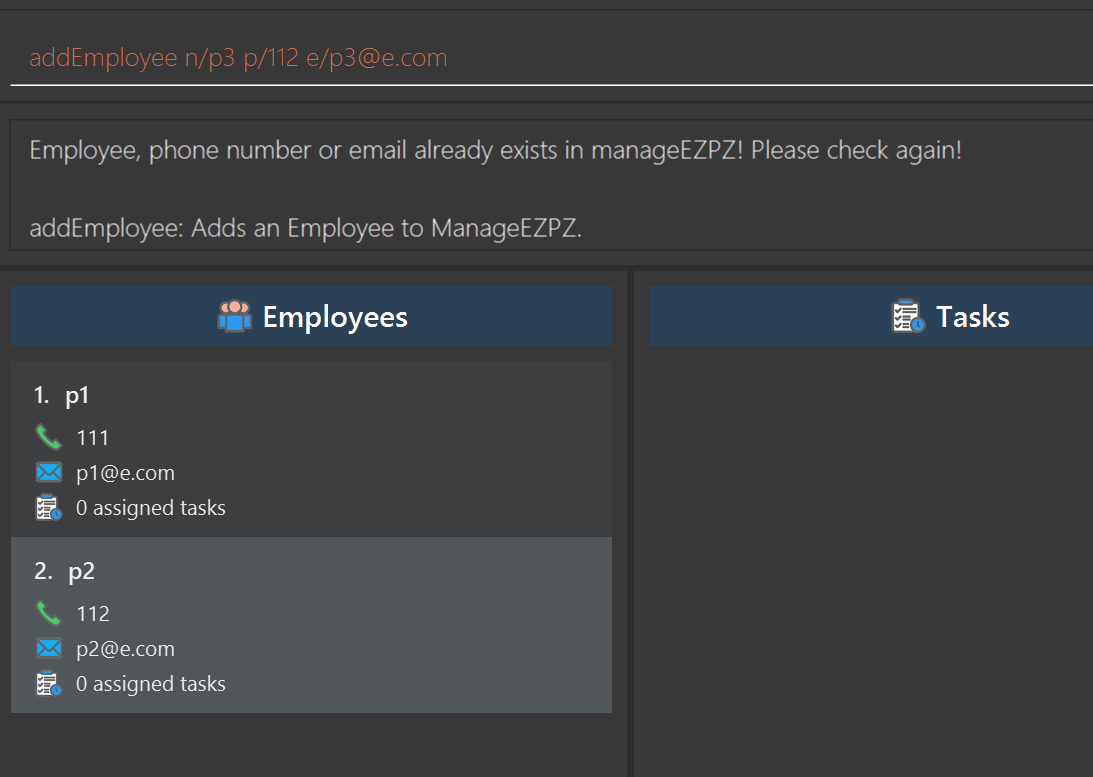 addEmployee n/p3 p/112 e/p3@e.com
Employee, phone number or email already exists in manageEZPZ! Please check again!
addEmployee: Adds an Employee to ManageEZPZ.
Employees
Tasks
1. p1
111
p1@e.com
0 assigned tasks
2. p2
112
p2@e.com
0 assigned tasks